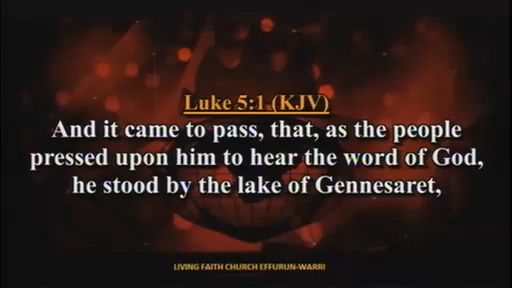 Luke 5:1 (KJV)
And it came to pass, that, as the people
pressed upon him to hear the word of God,
he stood by the lake of Gennesaret,
LIVING FAITH CHURCH EFFURUN-WARRI